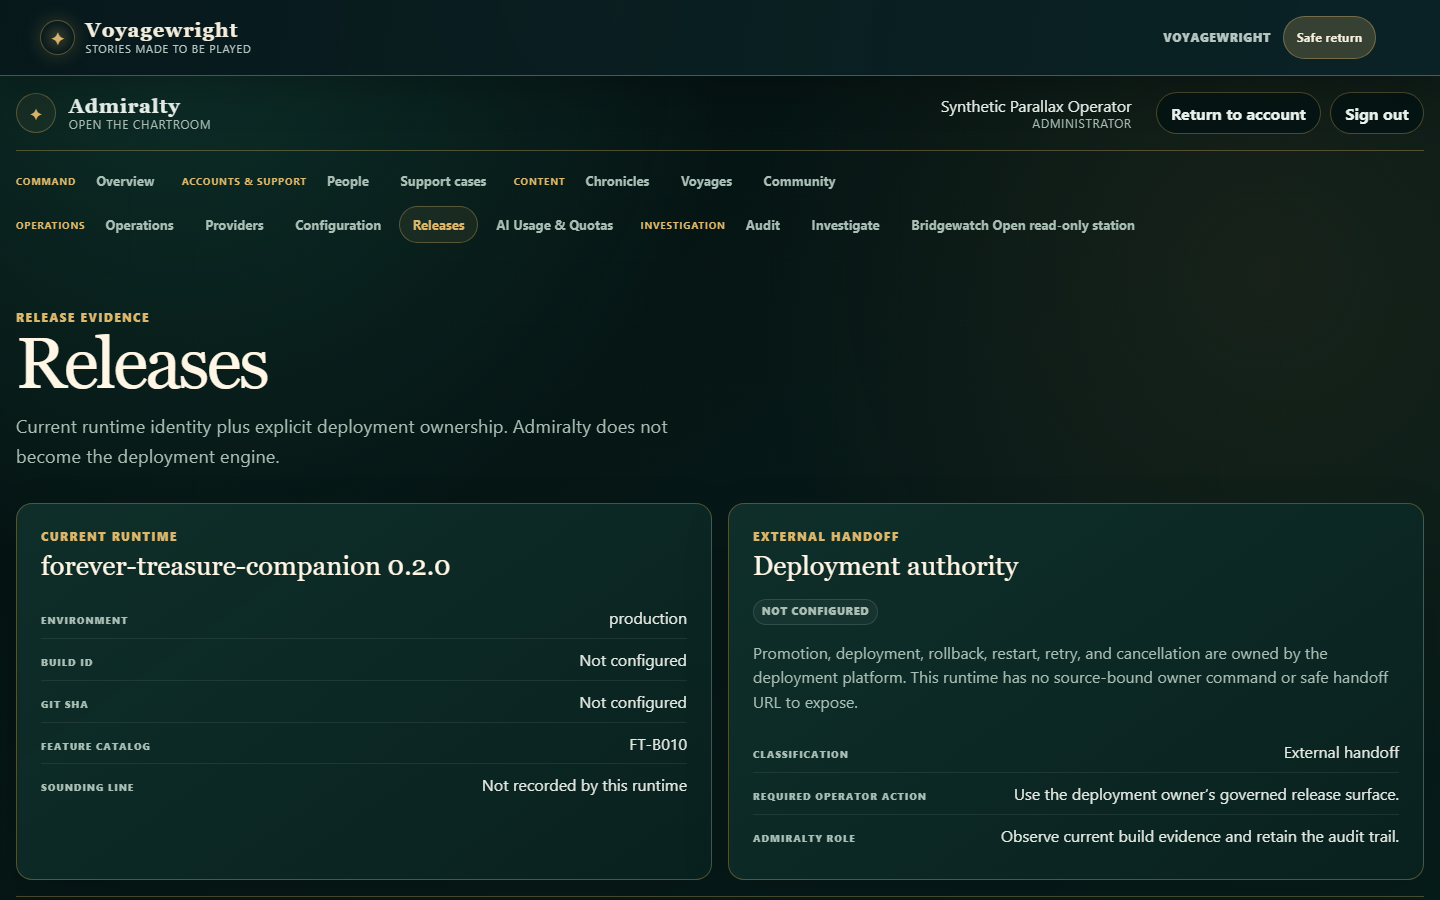 Voyagewright
STORIES MADE TO BE PLAYED
VOYAGEWRIGHT
Safe return
Admiralty
OPEN THE CHARTROOM
Synthetic Parallax Operator
ADMINISTRATOR
Return to account
Sign out
COMMAND Overview ACCOUNTS & SUPPORT People Support cases CONTENT Chronicles Voyages Community
OPERATIONS Operations Providers Configuration Releases AI Usage & Quotas INVESTIGATION Audit Investigate Bridgewatch Open read-only station
RELEASE EVIDENCE
Releases
Current runtime identity plus explicit deployment ownership. Admiralty does not
become the deployment engine.
CURRENT RUNTIME
forever-treasure-companion 0.2.0
ENVIRONMENT production
BUILD ID Not configured
GIT SHA Not configured
FEATURE CATALOG FT-B010
SOUNDING LINE Not recorded by this runtime
EXTERNAL HANDOFF
Deployment authority
NOT CONFIGURED
Promotion, deployment, rollback, restart, retry, and cancellation are owned by the
deployment platform. This runtime has no source-bound owner command or safe handoff
URL to expose.
CLASSIFICATION External handoff
REQUIRED OPERATOR ACTION Use the deployment owner's governed release surface.
ADMIRALTY ROLE Observe current build evidence and retain the audit trail.